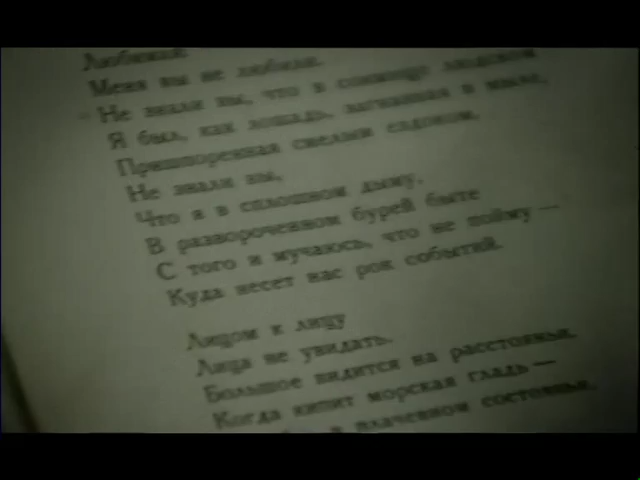 Любимая!
Меня вы не любили.
Не знали вы, что в сонмище людском
Я был, как лошадь, загнанная в мыле,
Пришпоренная смелым ездоком.
Не знали вы,
Что я в сплошном дыму,
В развороченном бурей быте
С того и мучаюсь, что не пойму —
Куда несет нас рок событий.
Лицом к лицу
Лица не увидать.
Большое видится на расстоянье.
Когда кипит морская гладь —
в плачевном состоянье.